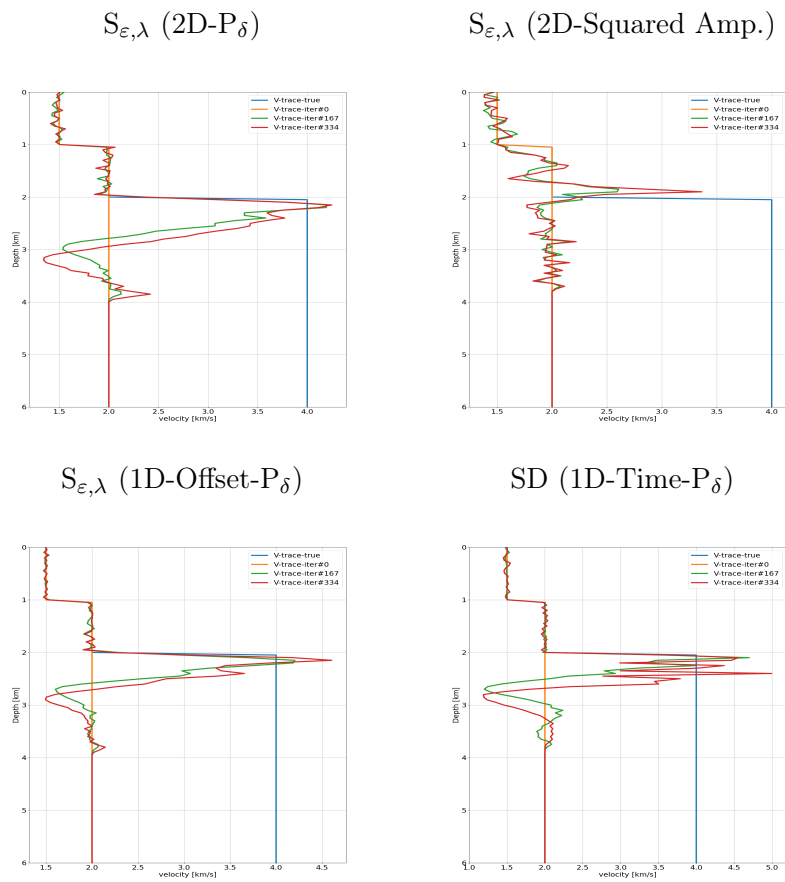 S_{ε,λ} (2D-P_δ)
S_{ε,λ} (2D-Squared Amp.)
V-trace-true
V-trace-iter#0
V-trace-iter#167
V-trace-iter#334
0
1
2
3
4
5
6
Depth [km]
1.5 2.0 2.5 3.0 3.5 4.0
velocity [km/s]
V-trace-true
V-trace-iter#0
V-trace-iter#167
V-trace-iter#334
0
1
2
3
4
5
6
Depth [km]
1.5 2.0 2.5 3.0 3.5 4.0
velocity [km/s]
S_{ε,λ} (1D-Offset-P_δ)
SD (1D-Time-P_δ)
V-trace-true
V-trace-iter#0
V-trace-iter#167
V-trace-iter#334
0
1
2
3
4
5
6
Depth [km]
1.5 2.0 2.5 3.0 3.5 4.0 4.5
velocity [km/s]
V-trace-true
V-trace-iter#0
V-trace-iter#167
V-trace-iter#334
0
1
2
3
4
5
6
Depth [km]
1.0 1.5 2.0 2.5 3.0 3.5 4.0 4.5 5.0
velocity [km/s]